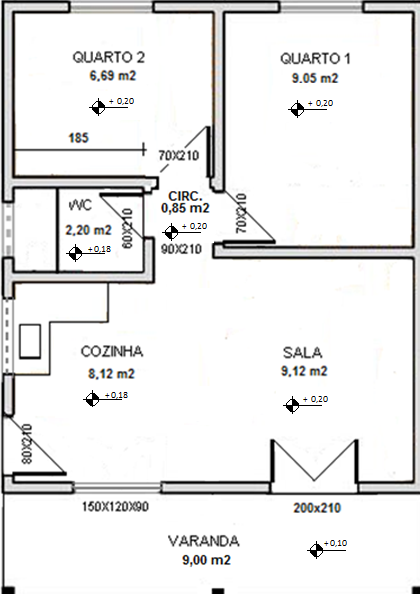 QUARTO 2
6,69 m2
+ 0,20
QUARTO 1
9.05 m2
+ 0,20
185
70X210
WC
2,20 m2
+ 0,18
60X210
CIRC.
0,85 m2
+ 0,20
90X210
70X210
COZINHA
8,12 m2
+ 0,18
SALA
9,12 m2
+ 0,20
80X210
150X120X90
200x210
VARANDA
9,00 m2
+ 0,10